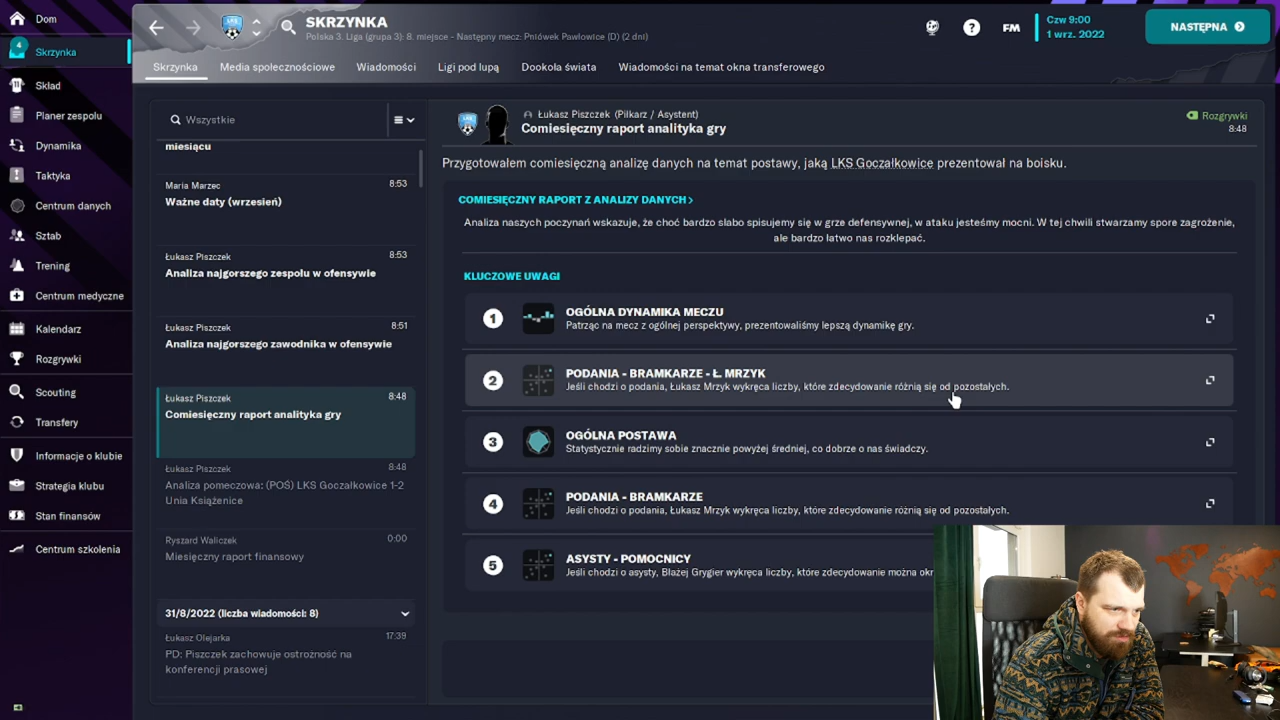 Dom
4
Skrzynka
Skład
Planer zespolu
Dynamika
Taktyka
Centrum danych
Sztab
Trening
Centrum medyczne
Kalendarz
Rozgrywki
Scouting
Transfery
Informacje o klubie
Strategia klubu
Stan finansów
Centrum szkolenia
SKRZYNKA
Polska 3. Liga (grupa 3): 8. miejsce - Następny mecz: Pniówek Pawłowice (D) (2 dni)
?
FM
Czw 9:00
1 wrz. 2022
NASTĘPNA
Skrzynka
Media społecznościowe
Wiadomości
Ligi pod lupą
Dookoła świata
Wiadomości na temat okna transferowego
Wszystkie
miesiącu
Maria Marzec 8:53
Ważne daty (wrzesień)
Łukasz Piszczek 8:53
Analiza najgorszego zespolu w ofensywie
Łukasz Piszczek 8:51
Analiza najgorszego zawodnika w ofensywie
Łukasz Piszczek 8:48
Comiesięczny raport analityka gry
Łukasz Piszczek 8:48
Analiza pomeczowa: (POŚ) LKS Goczałkowice 1-2
Unia Książenice
Ryszard Waliczek 0:00
Miesięczny raport finansowy
31/8/2022 (liczba wiadomości: 8)
Łukasz Olejarka 17:39
PD: Piszczek zachowuje ostrożność na
konferencji prasowej
Łukasz Piszczek (Piłkarz / Asystent)
Comiesięczny raport analityka gry
Rozgrywki
8:48
Przygotowałem comiesięczną analizę danych na temat postawy, jaką LKS Goczałkowice prezentował na boisku.
COMIESIĘCZNY RAPORT Z ANALIZY DANYCH >
Analiza naszych poczynań wskazuje, że choć bardzo słabo spisujemy się w grze defensywnej, w ataku jesteśmy mocni. W tej chwili stwarzamy spore zagrożenie,
ale bardzo łatwo nas rozklepać.
KLUCZOWE UWAGI
1
OGÓLNA DYNAMIKA MECZU
Patrząc na mecz z ogólnej perspektywy, prezentowaliśmy lepszą dynamikę gry.
2
PODANIA - BRAMKARZE - Ł. MRZYK
Jeśli chodzi o podania, Łukasz Mrzyk wykręca liczby, które zdecydowanie różnią się od pozostałych.
3
OGÓLNA POSTAWA
Statystycznie radzimy sobie znacznie powyżej średniej, co dobrze o nas świadczy.
4
PODANIA - BRAMKARZE
Jeśli chodzi o podania, Łukasz Mrzyk wykręca liczby, które zdecydowanie różnią się od pozostałych.
5
ASYSTY - POMOCNICY
Jeśli chodzi o asysty, Błażej Grygier wykręca liczby, które zdecydowanie można okr